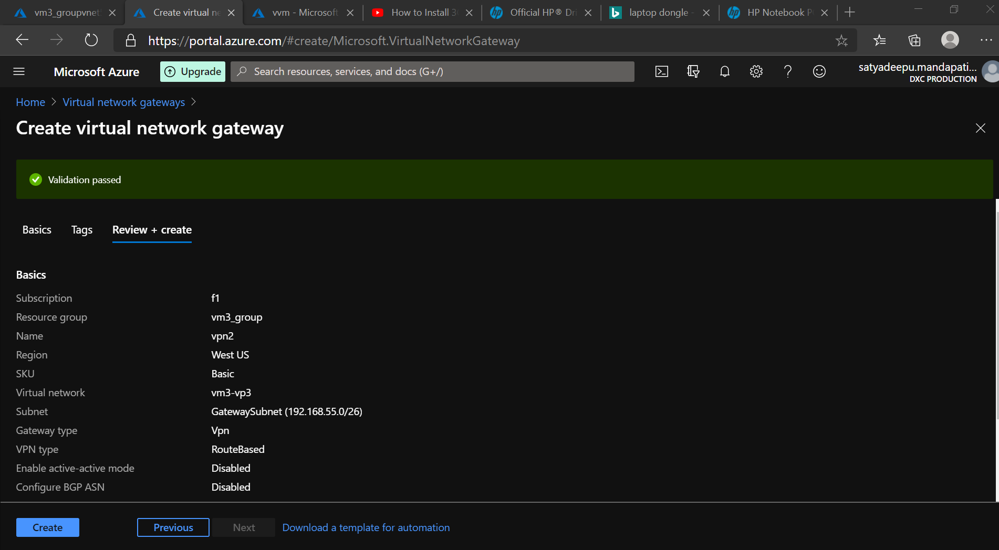 vm3_groupvnet
Create virtual ne
vvm - Microsoft
How to Install 3
Official HP® Dri
laptop dongle -
HP Notebook P
https://portal.azure.com/#create/Microsoft.VirtualNetworkGateway
Microsoft Azure
Upgrade
Search resources, services, and docs (G+/)
satyadeepu.mandapati...
DXC PRODUCTION
Home > Virtual network gateways >
Create virtual network gateway
Validation passed
Basics Tags Review + create
Basics
Subscription f1
Resource group vm3_group
Name vpn2
Region West US
SKU Basic
Virtual network vm3-vp3
Subnet GatewaySubnet (192.168.55.0/26)
Gateway type Vpn
VPN type RouteBased
Enable active-active mode Disabled
Configure BGP ASN Disabled
Create Previous Next Download a template for automation